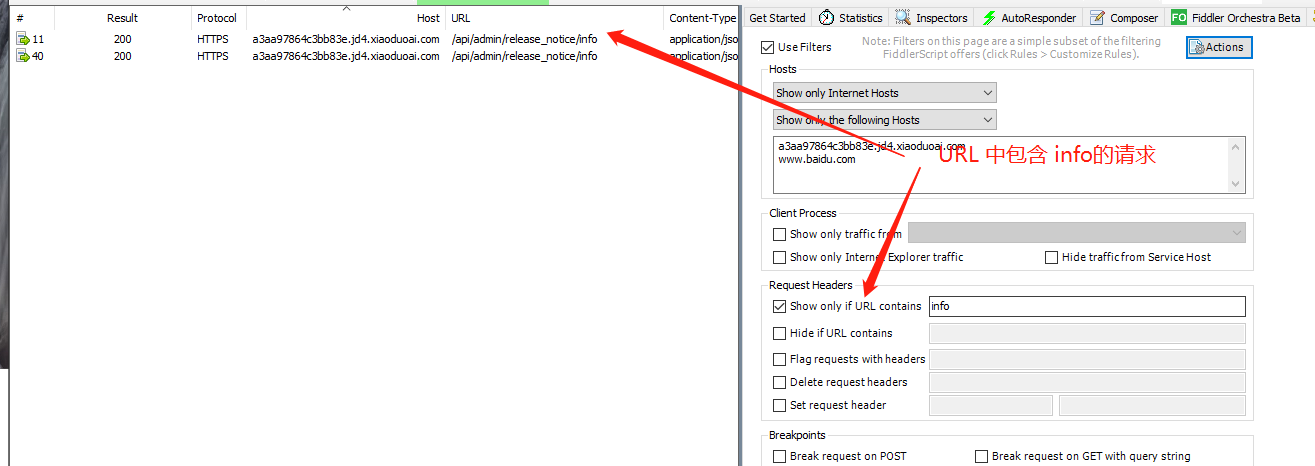 # Result Protocol Host URL Content-Type
11 200 HTTPS a3aa97864c3bb83e.jd4.xiaoduoai.com /api/admin/release_notice/info application/jso
40 200 HTTPS a3aa97864c3bb83e.jd4.xiaoduoai.com /api/admin/release_notice/info application/jso
Get Started Statistics Inspectors AutoResponder Composer FO Fiddler Orchestra Beta
Use Filters
Note: Filters on this page are a simple subset of the filtering
FiddlerScript offers (click Rules > Customize Rules).
Actions
Hosts
Show only Internet Hosts
Show only the following Hosts
a3aa97864c3bb83e.jd4.xiaoduoai.com
www.baidu.com
URL 中包含 info的请求
Client Process
Show only traffic from
Show only Internet Explorer traffic Hide traffic from Service Host
Request Headers
Show only if URL contains info
Hide if URL contains
Flag requests with headers
Delete request headers
Set request header
Breakpoints
Break request on POST Break request on GET with query string